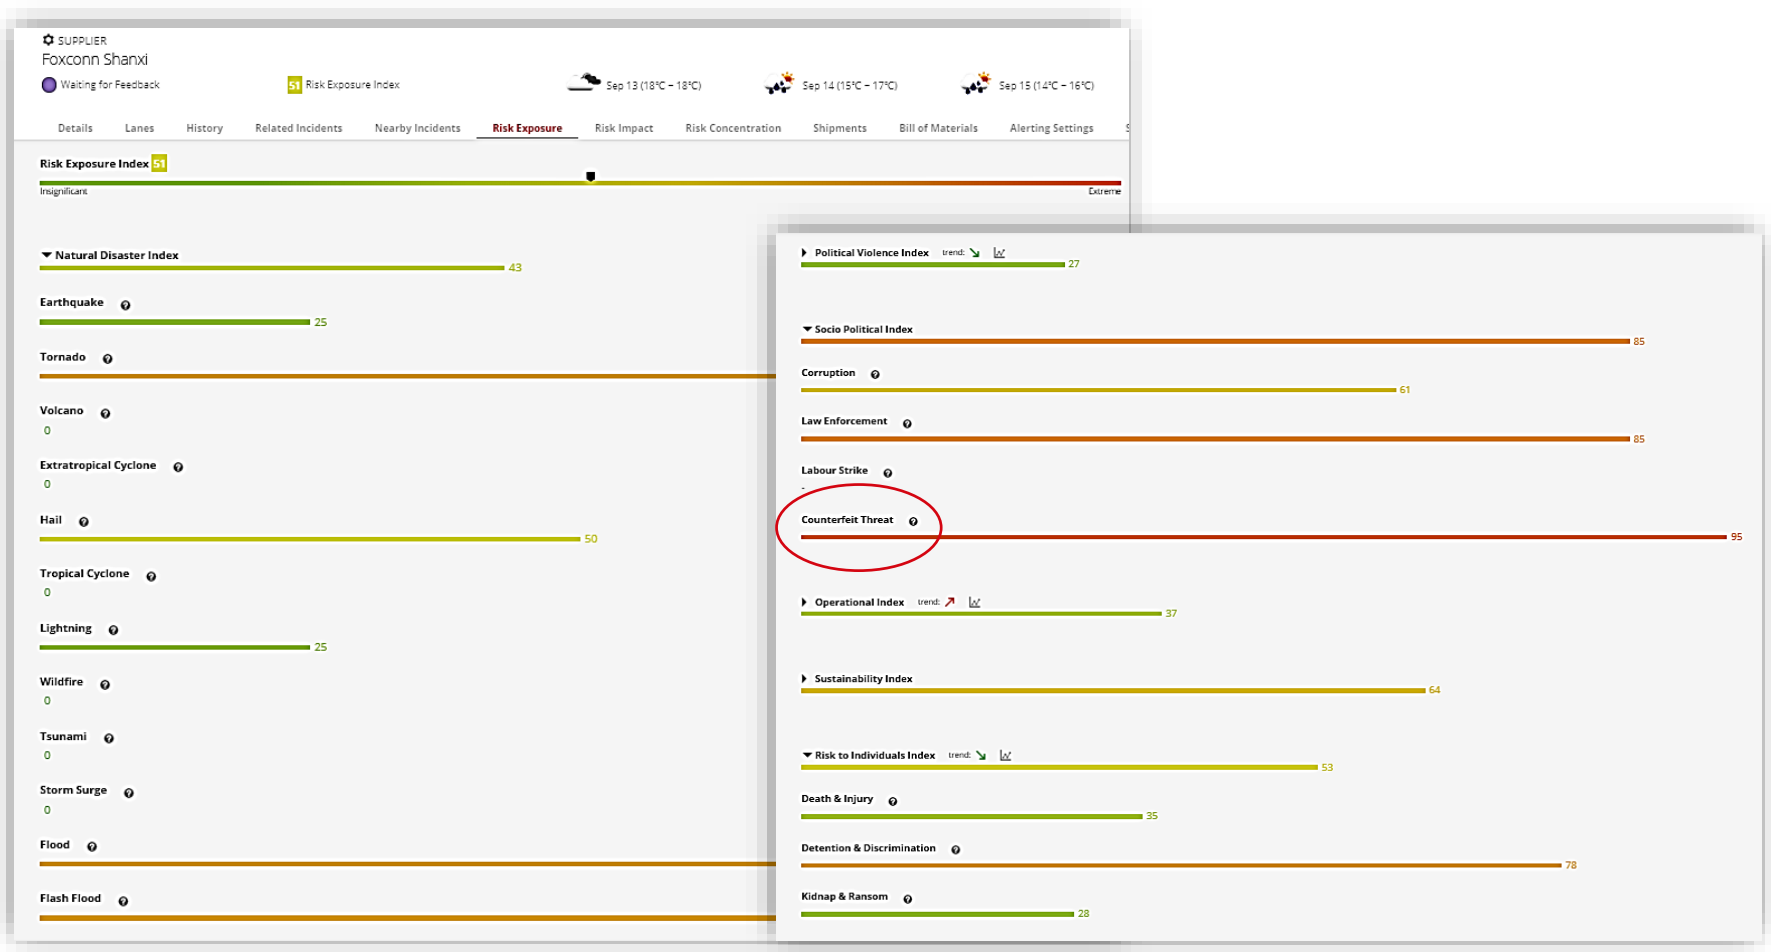 SUPPLIER
Foxconn Shanxi
Waiting for Feedback
51 Risk Exposure Index
Sep 13 (18°C – 18°C)
Sep 14 (15°C – 17°C)
Sep 15 (14°C – 16°C)
Details Lanes History Related Incidents Nearby Incidents Risk Exposure Risk Impact Risk Concentration Shipments Bill of Materials Alerting Settings
Risk Exposure Index 51
Insignificant
Extreme
Natural Disaster Index
43
Earthquake
25
Tornado
Volcano
0
Extratropical Cyclone
0
Hail
50
Tropical Cyclone
0
Lightning
25
Wildfire
0
Tsunami
0
Storm Surge
0
Flood
Flash Flood
Political Violence Index trend:
27
Socio Political Index
85
Corruption
61
Law Enforcement
85
Labour Strike
-
Counterfeit Threat
95
Operational Index trend:
37
Sustainability Index
64
Risk to Individuals Index trend:
53
Death & Injury
35
Detention & Discrimination
78
Kidnap & Ransom
28